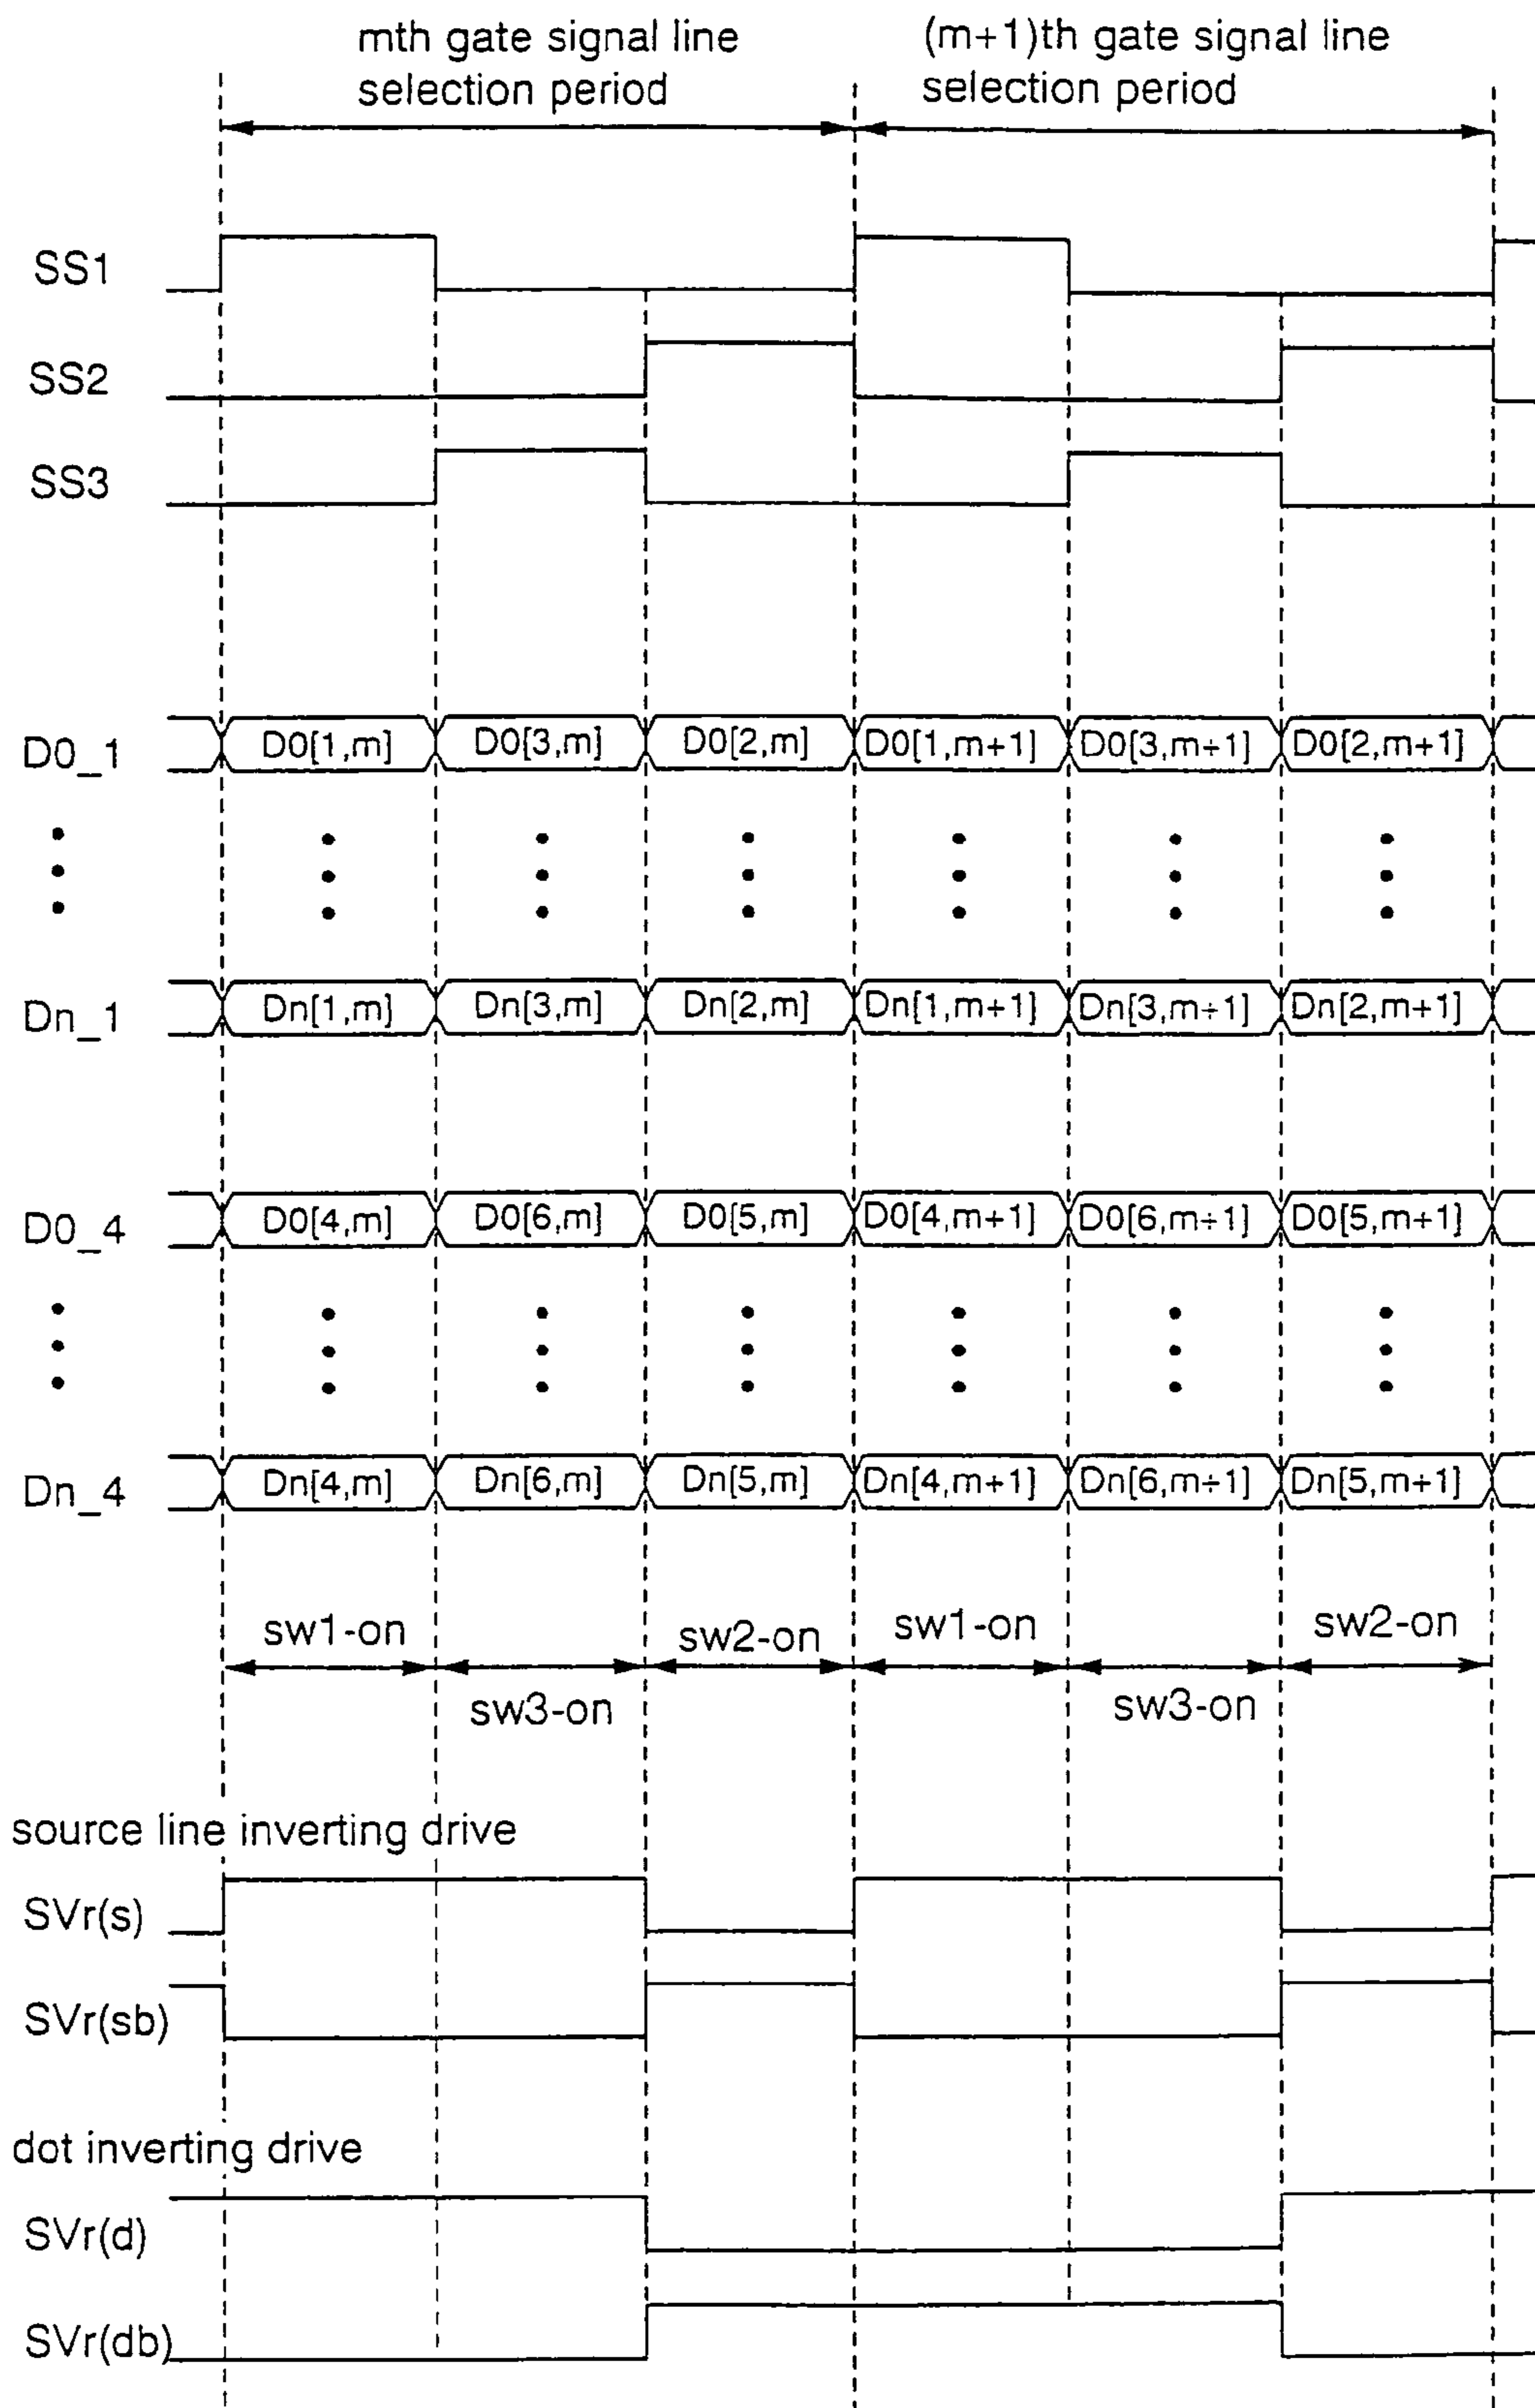 mth gate signal line
selection period
(m+1)th gate signal line
selection period
SS1
SS2
SS3
D0_1 D0[1,m] D0[3,m] D0[2,m] D0[1,m+1] D0[3,m+1] D0[2,m+1]
Dn_1 Dn[1,m] Dn[3,m] Dn[2,m] Dn[1,m+1] Dn[3,m+1] Dn[2,m+1]
D0_4 D0[4,m] D0[6,m] D0[5,m] D0[4,m+1] D0[6,m+1] D0[5,m+1]
Dn_4 Dn[4,m] Dn[6,m] Dn[5,m] Dn[4,m+1] Dn[6,m+1] Dn[5,m+1]
sw1-on sw2-on sw1-on sw2-on
sw3-on sw3-on
source line inverting drive
SVr(s)
SVr(sb)
dot inverting drive
SVr(d)
SVr(db)